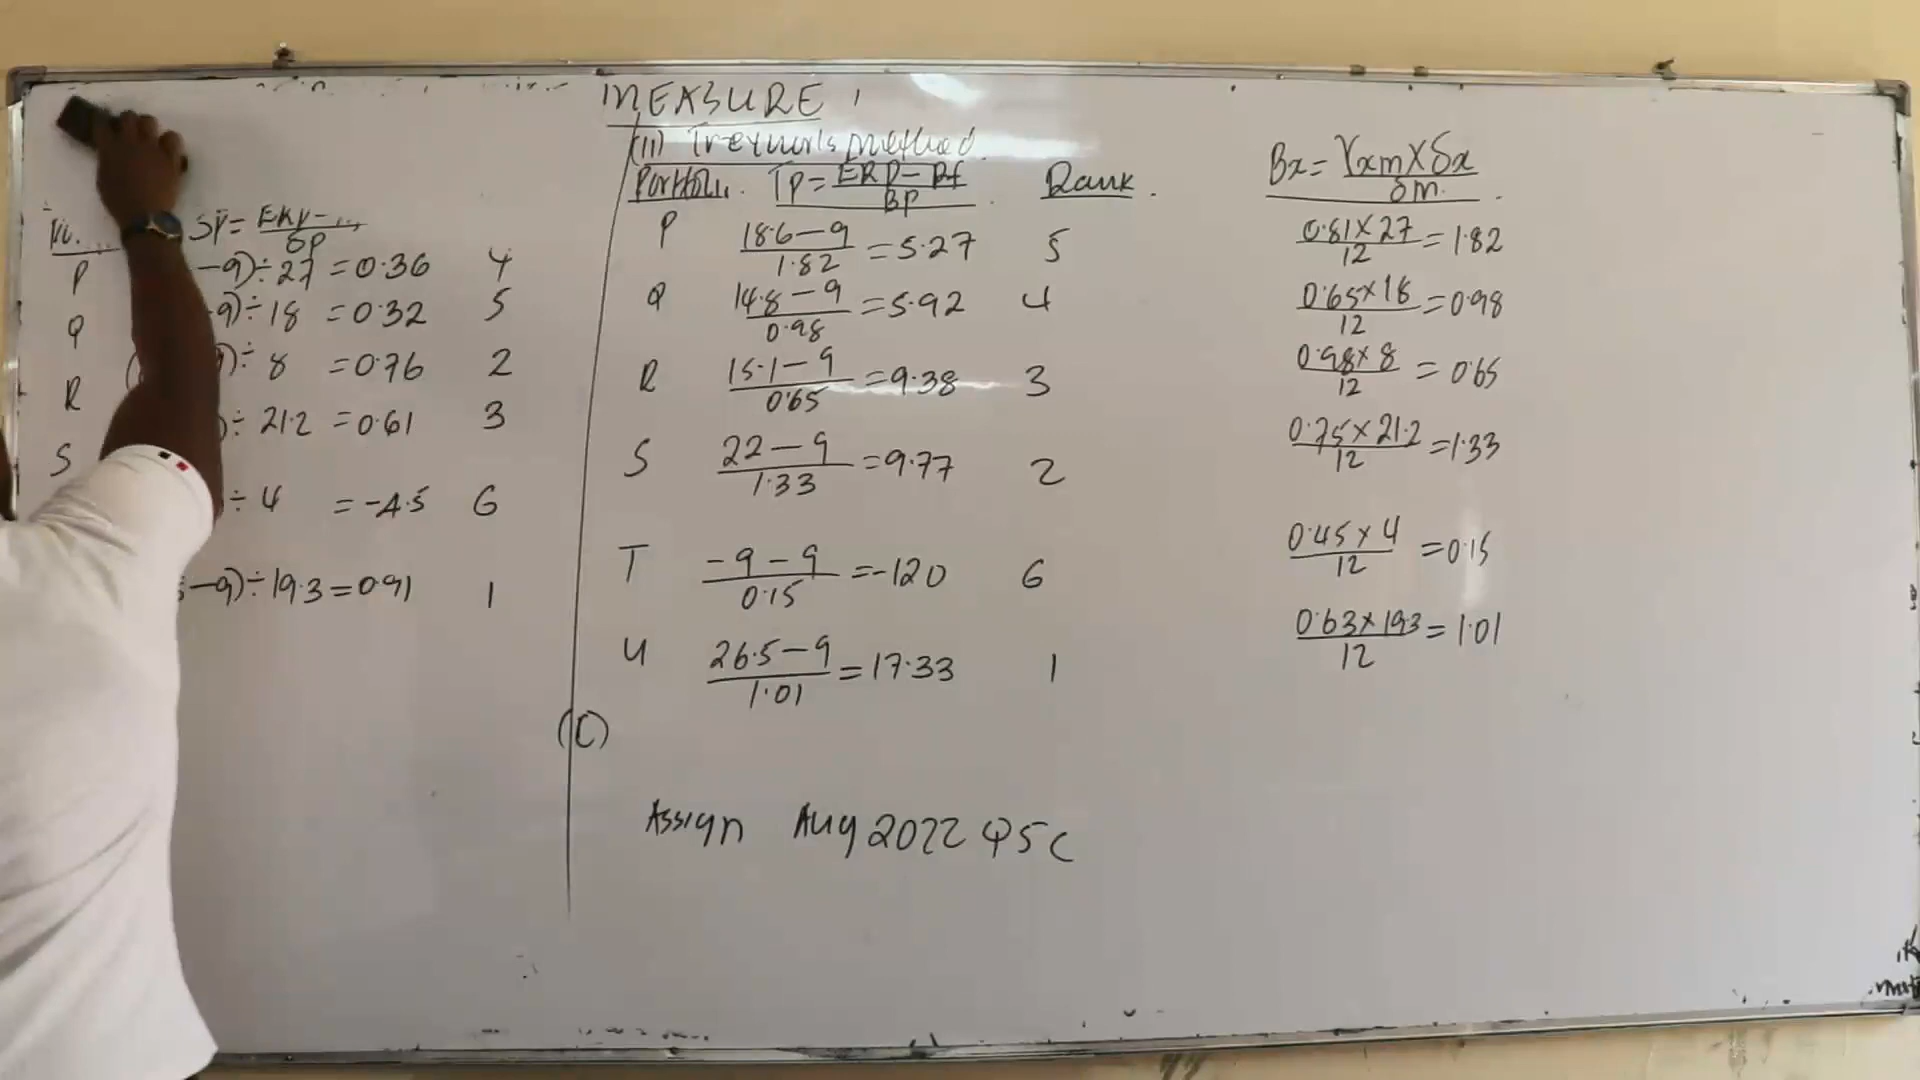 MEASURE
(ii) Treynor's method
Portfolio. Tp = ERp - Rf / Bp Rank.
P 18.6 - 9 / 1.82 = 5.27 5
Q 14.8 - 9 / 0.98 = 5.92 4
R 15.1 - 9 / 0.65 = 9.38 3
S 22 - 9 / 1.33 = 9.77 2
T -9 - 9 / 0.15 = -120 6
U 26.5 - 9 / 1.01 = 17.33 1
(C)
Assign Aug 2022 Q5c
Bx = γxm x δx / δm.
0.81 x 27 / 12 = 1.82
0.65 x 18 / 12 = 0.98
0.98 x 8 / 12 = 0.65
0.75 x 21.2 / 12 = 1.33
0.45 x 4 / 12 = 0.15
0.63 x 19.3 / 12 = 1.01
SP = / δp
P -9) ÷ 27 = 0.36 4
Q 9) ÷ 18 = 0.32 5
R ) ÷ 8 = 0.76 2
S ) ÷ 21.2 = 0.61 3
÷ 4 = -4.5 6
-9) ÷ 19.3 = 0.91 1